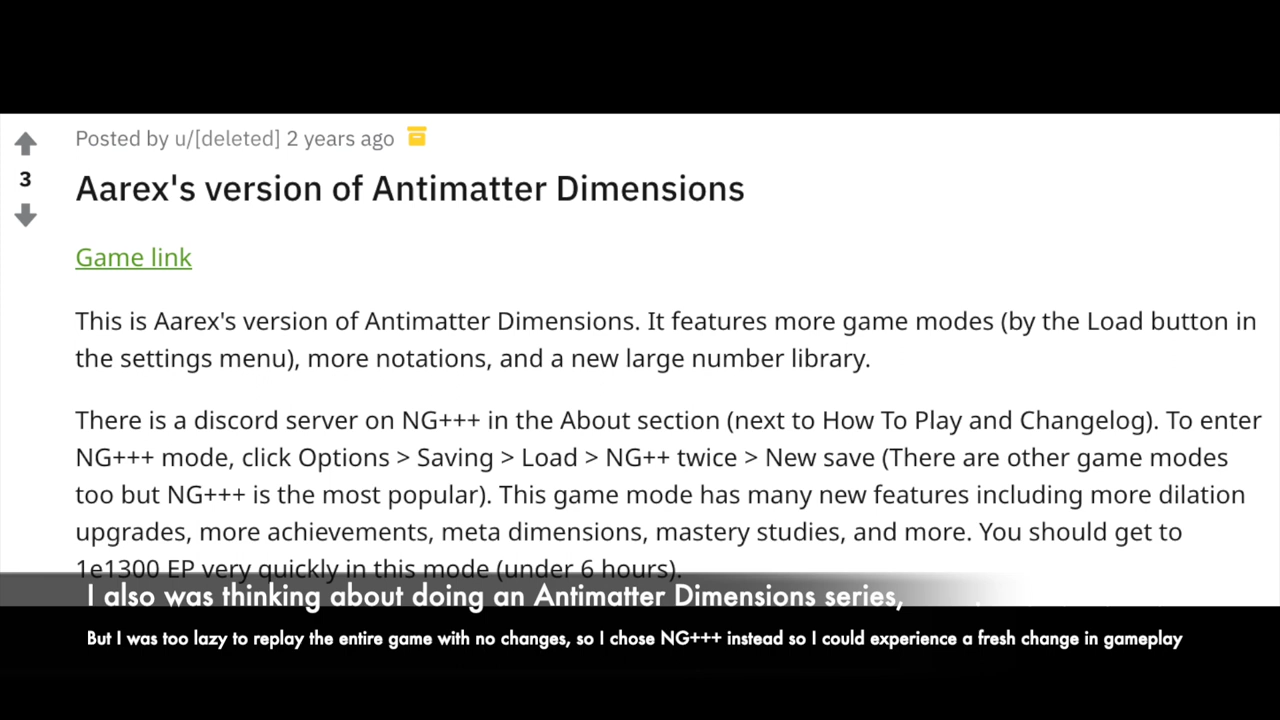 Posted by u/[deleted] 2 years ago
3
Aarex's version of Antimatter Dimensions
Game link
This is Aarex's version of Antimatter Dimensions. It features more game modes (by the Load button in
the settings menu), more notations, and a new large number library.
There is a discord server on NG+++ in the About section (next to How To Play and Changelog). To enter
NG+++ mode, click Options > Saving > Load > NG++ twice > New save (There are other game modes
too but NG+++ is the most popular). This game mode has many new features including more dilation
upgrades, more achievements, meta dimensions, mastery studies, and more. You should get to
1e1300 EP very quickly in this mode (under 6 hours).
I also was thinking about doing an Antimatter Dimensions series,
But I was too lazy to replay the entire game with no changes, so I chose NG+++ instead so I could experience a fresh change in gameplay